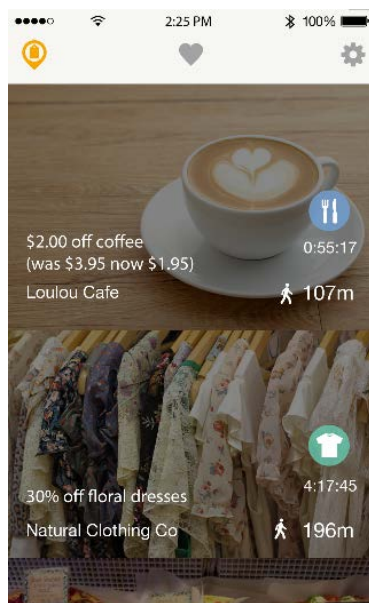 2:25 PM
100%
$2.00 off coffee
(was $3.95 now $1.95)
0:55:17
Loulou Cafe
107m
30% off floral dresses
4:17:45
Natural Clothing Co
196m